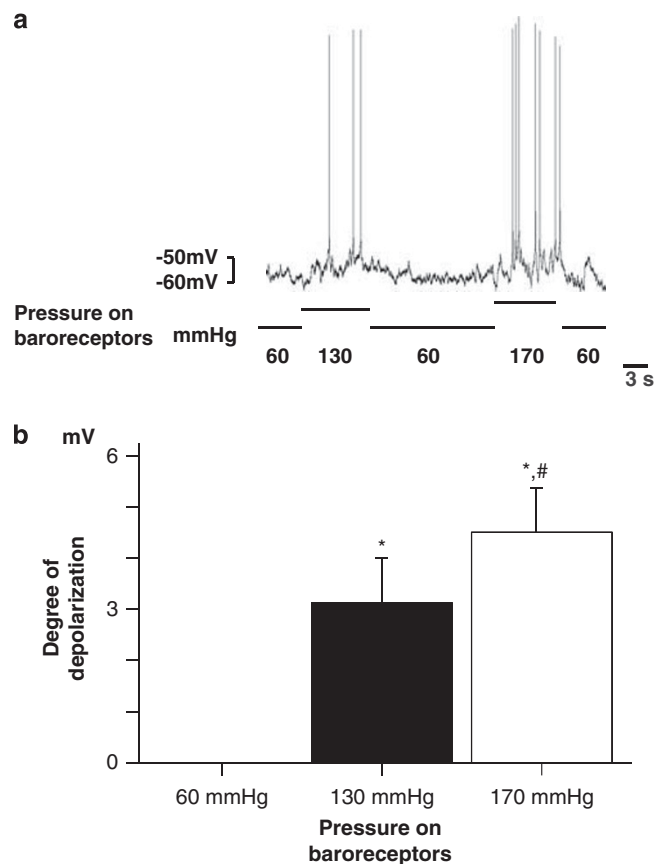 a
-50mV
-60mV
Pressure on
baroreceptors mmHg
60 130 60 170 60
3 s
b mV
6
*,#
*
3
0
Degree of
depolarization
60 mmHg 130 mmHg 170 mmHg
Pressure on
baroreceptors